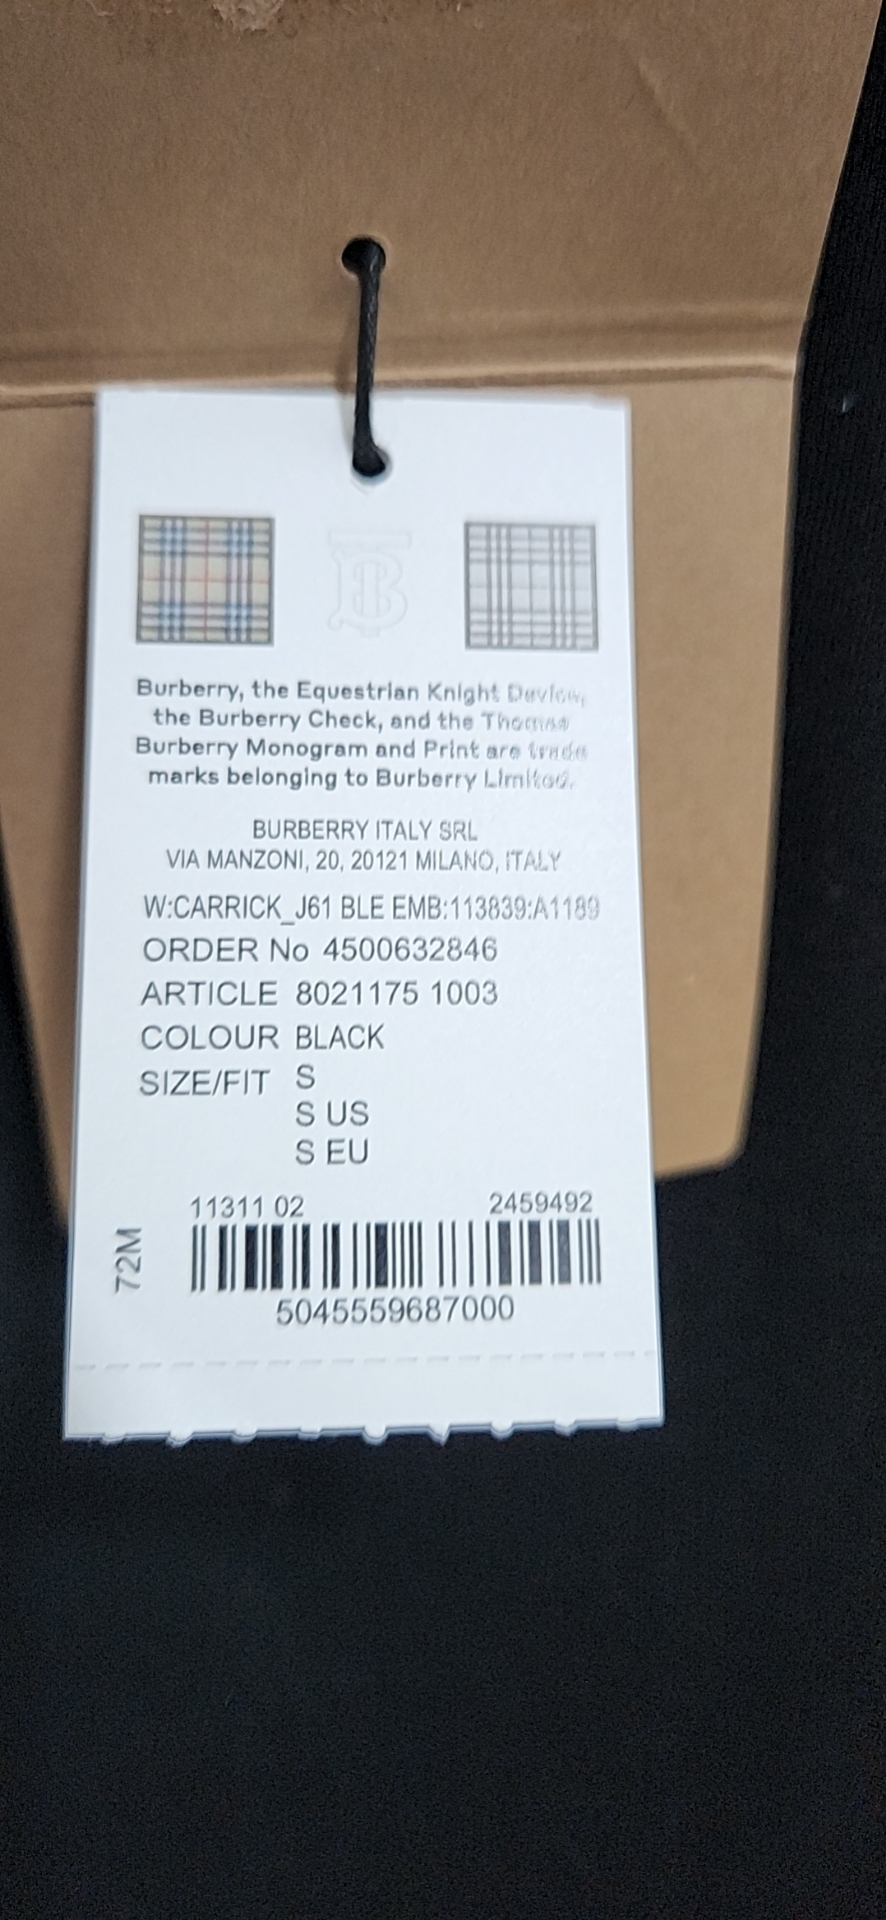 Burberry, the Equestrian Knight Device,
the Burberry Check, and the Thomas
Burberry Monogram and Print are trade
marks belonging to Burberry Limited.
BURBERRY ITALY SRL
VIA MANZONI, 20, 20121 MILANO, ITALY
W:CARRICK_J61 BLE EMB:113839:A1189
ORDER No 4500632846
ARTICLE 8021175 1003
COLOUR BLACK
SIZE/FIT S
S US
S EU
11311 02 2459492
72M
5045559687000